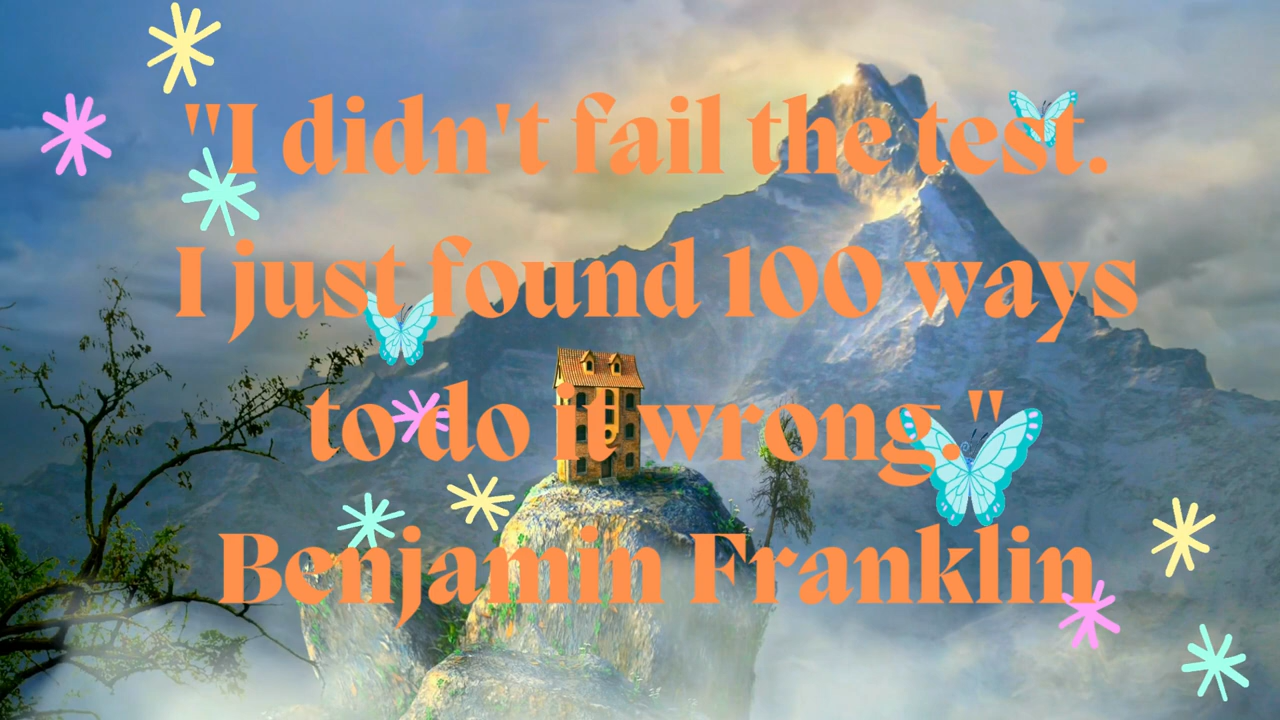 "I didn't fail the test.
I just found 100 ways
to do it wrong."
Benjamin Franklin